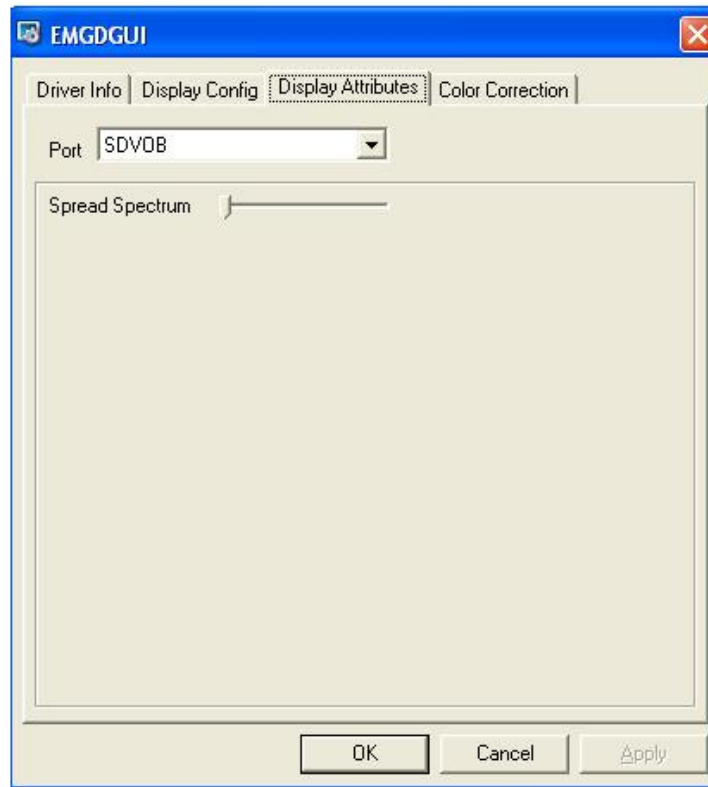 EMGDGUI
Driver Info Display Config Display Attributes Color Correction
Port SDVOB
Spread Spectrum
OK Cancel Apply